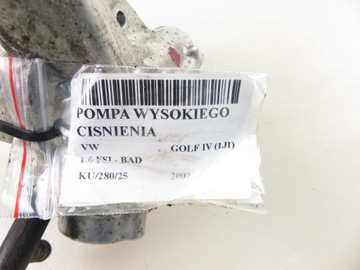 POMPA WYSOKIEGO
CISNIENIA
VW GOLF IV (1J1)
1.6 FSI - BAD
KU/280/25